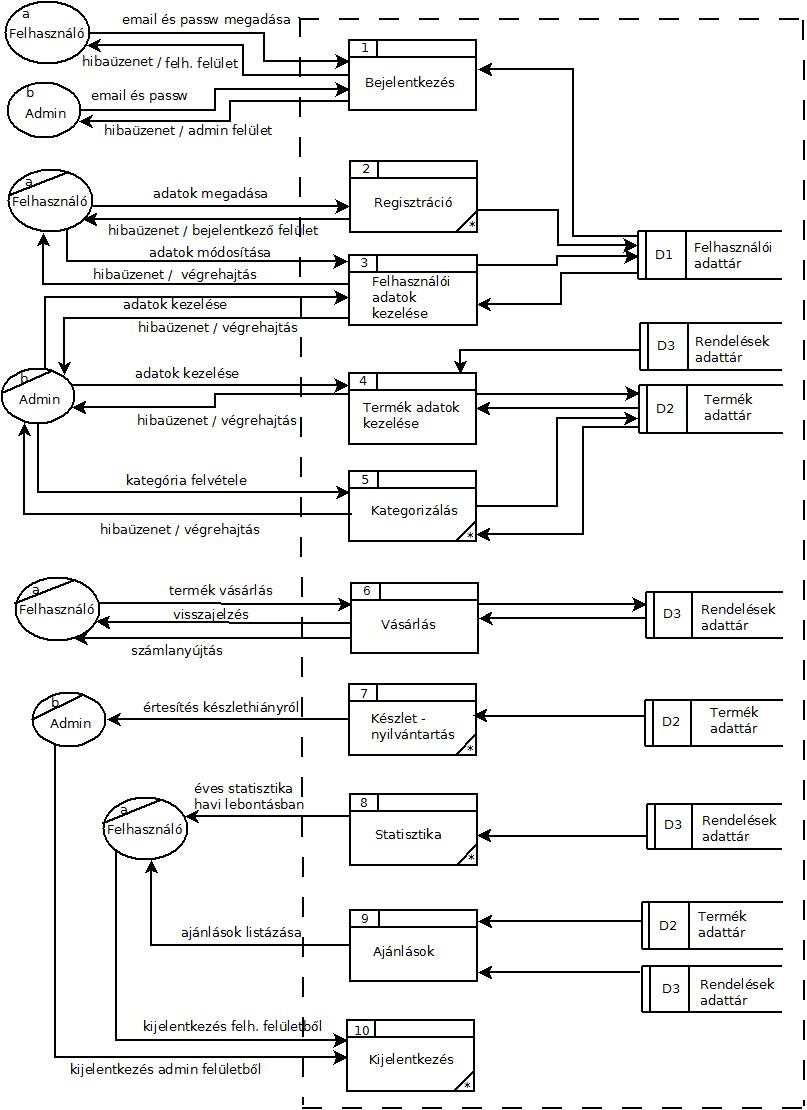 a
Felhasználó
email és passw megadása
hibaüzenet / felh. felület
1
Bejelentkezés
b
Admin
email és passw
hibaüzenet / admin felület
a
Felhasználó
adatok megadása
hibaüzenet / bejelentkező felület
2
Regisztráció
*
adatok módosítása
hibaüzenet / végrehajtás
3
Felhasználói
adatok
kezelése
D1
Felhasználói
adattár
adatok kezelése
hibaüzenet / végrehajtás
D3
Rendelések
adattár
b
Admin
adatok kezelése
hibaüzenet / végrehajtás
4
Termék adatok
kezelése
D2
Termék
adattár
kategória felvétele
hibaüzenet / végrehajtás
5
Kategorizálás
*
a
Felhasználó
termék vásárlás
visszajelzés
számlanyújtás
6
Vásárlás
D3
Rendelések
adattár
b
Admin
értesítés készlethiányról
7
Készlet -
nyilvántartás
*
D2
Termék
adattár
a
Felhasználó
éves statisztika
havi lebontásban
8
Statisztika
*
D3
Rendelések
adattár
ajánlások listázása
9
Ajánlások
D2
Termék
adattár
D3
Rendelések
adattár
kijelentkezés felh. felületből
kijelentkezés admin felületből
10
Kijelentkezés
*